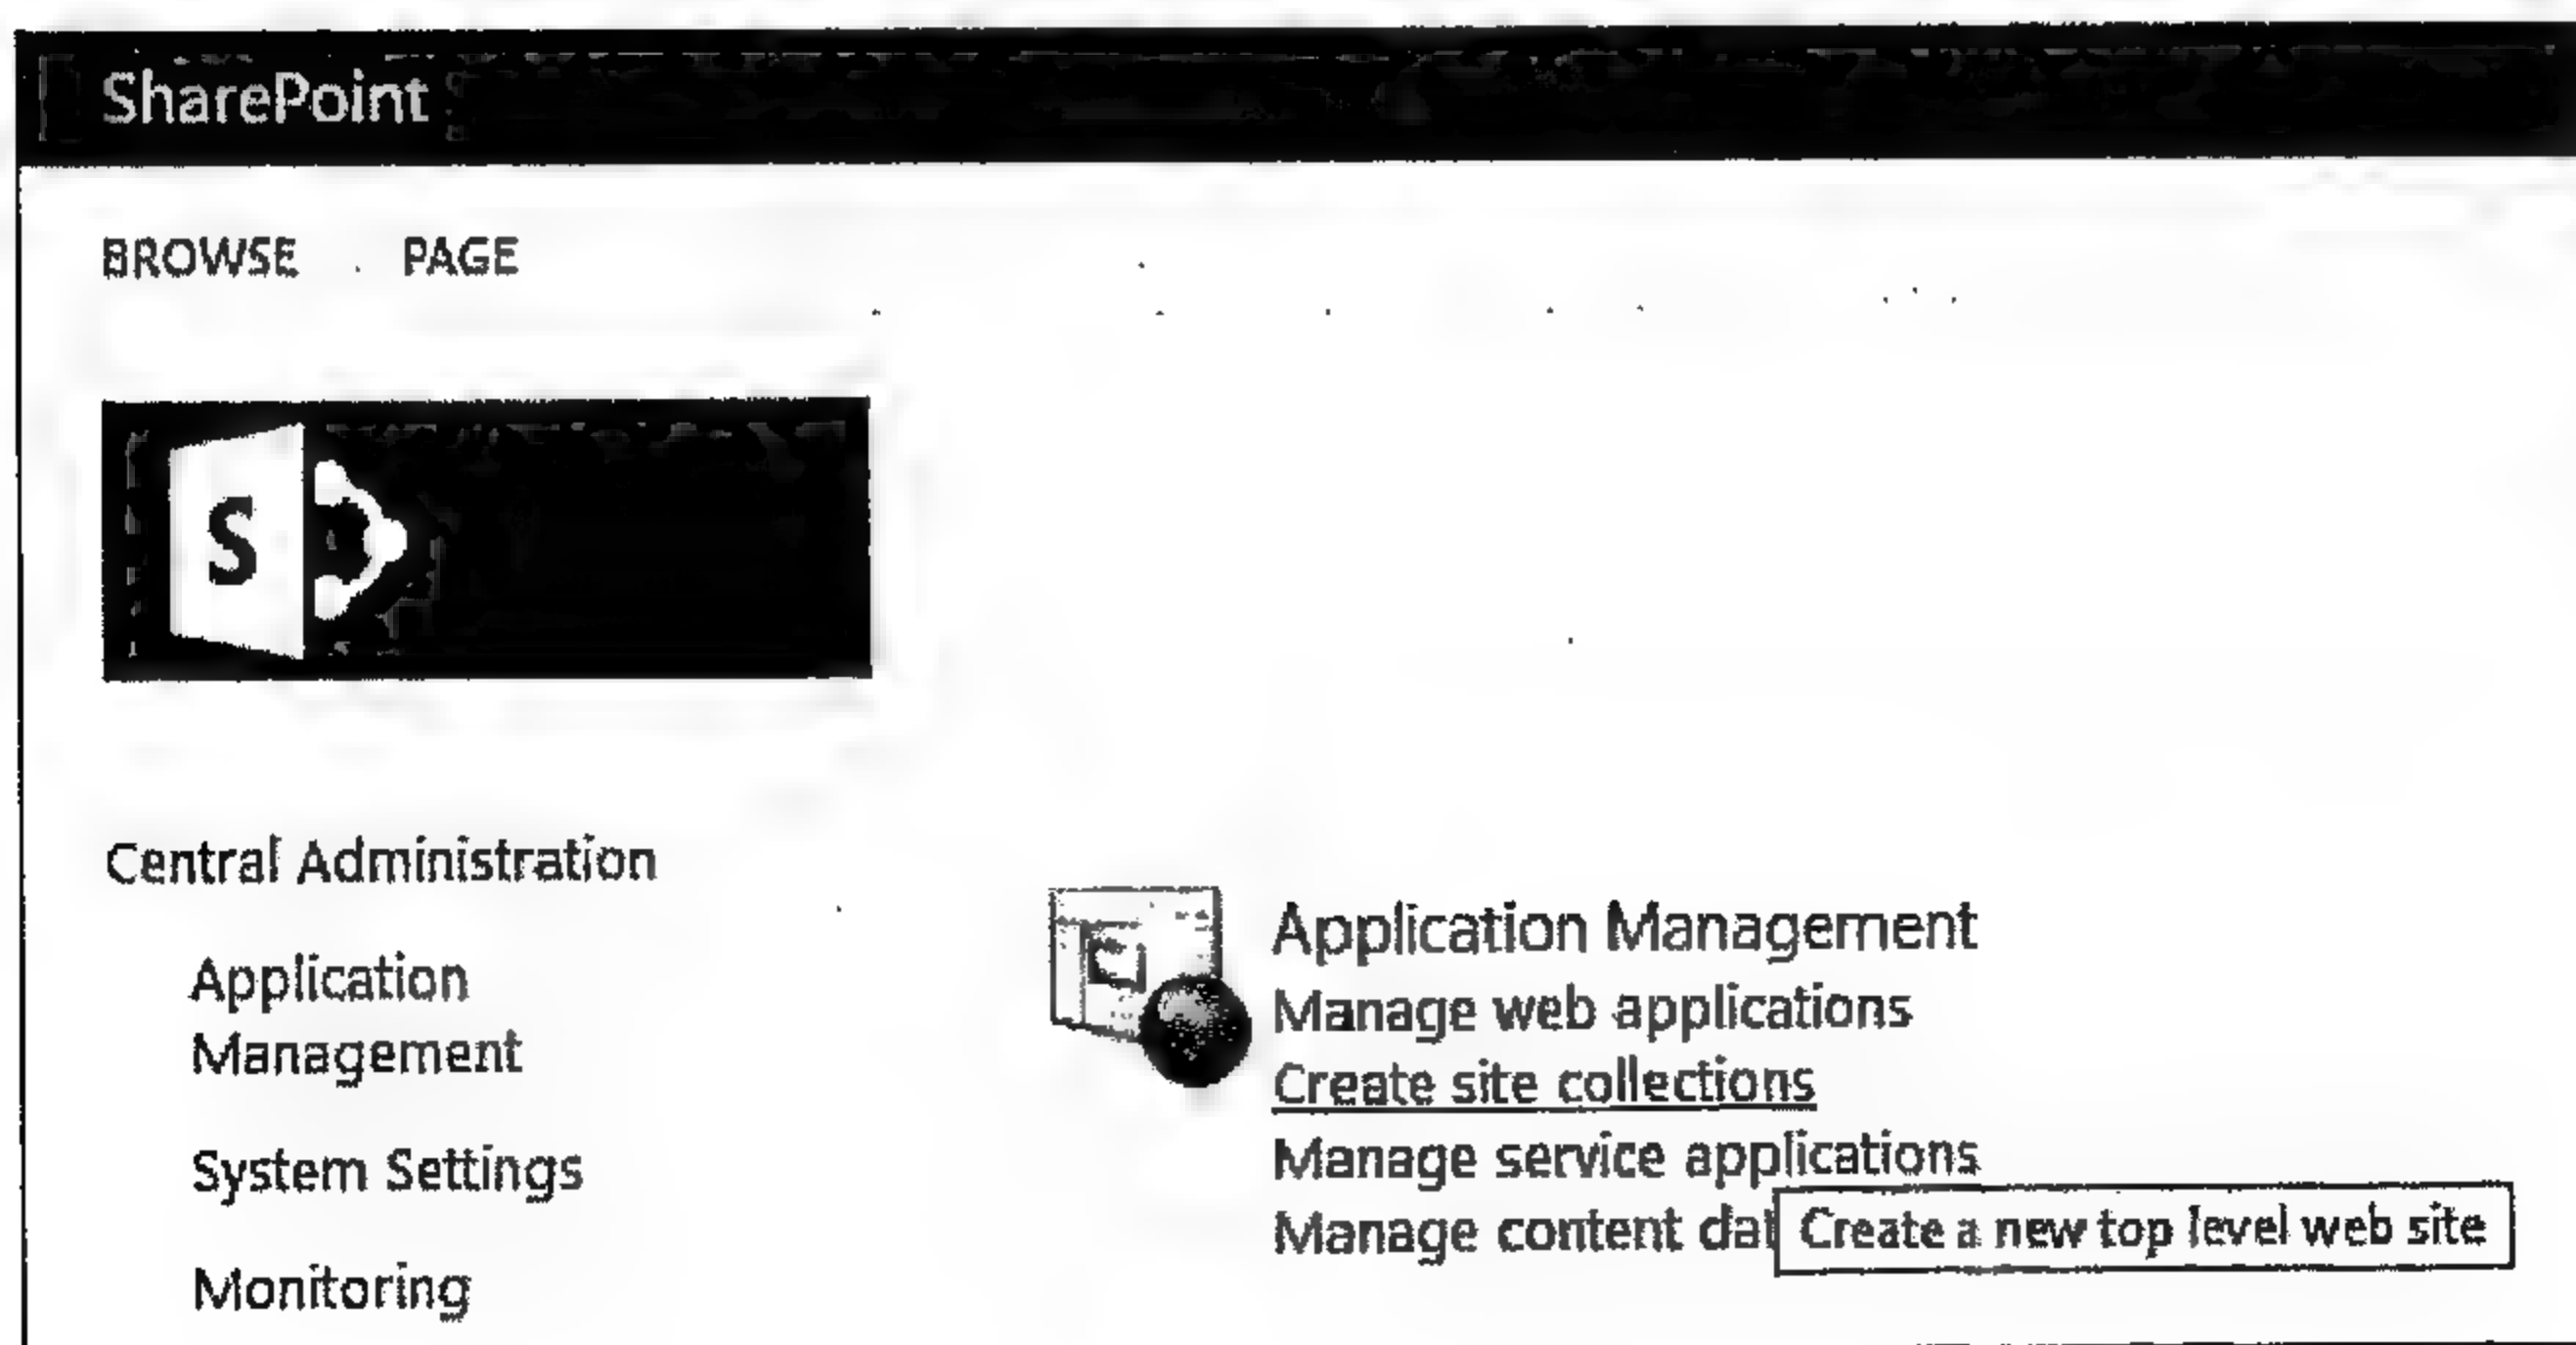 SharePoint
BROWSE PAGE
S
Central Administration
Application
Management
System Settings
Monitoring
Application Management
Manage web applications
Create site collections
Manage service applications
Manage content dat
Create a new top level web site